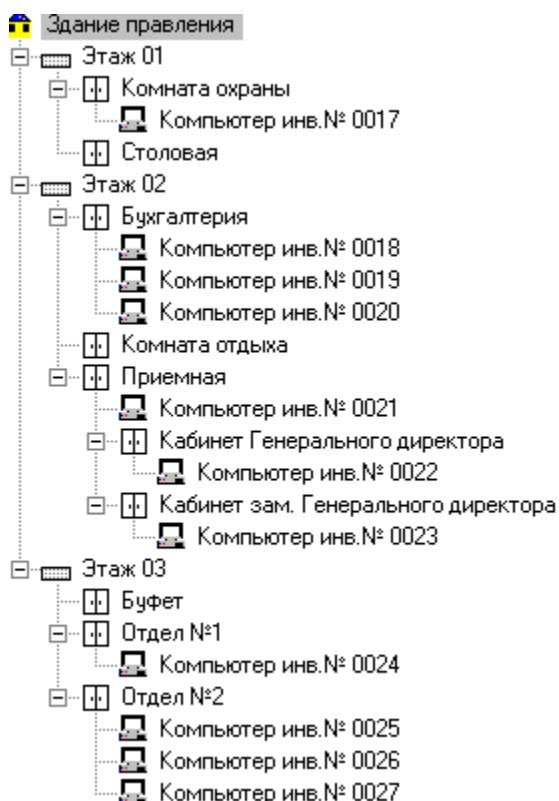 Здание правления
Этаж 01
Комната охраны
Компьютер инв.№ 0017
Столовая
Этаж 02
Бухгалтерия
Компьютер инв.№ 0018
Компьютер инв.№ 0019
Компьютер инв.№ 0020
Комната отдыха
Приемная
Компьютер инв.№ 0021
Кабинет Генерального директора
Компьютер инв.№ 0022
Кабинет зам. Генерального директора
Компьютер инв.№ 0023
Этаж 03
Буфет
Отдел №1
Компьютер инв.№ 0024
Отдел №2
Компьютер инв.№ 0025
Компьютер инв.№ 0026
Компьютер инв.№ 0027